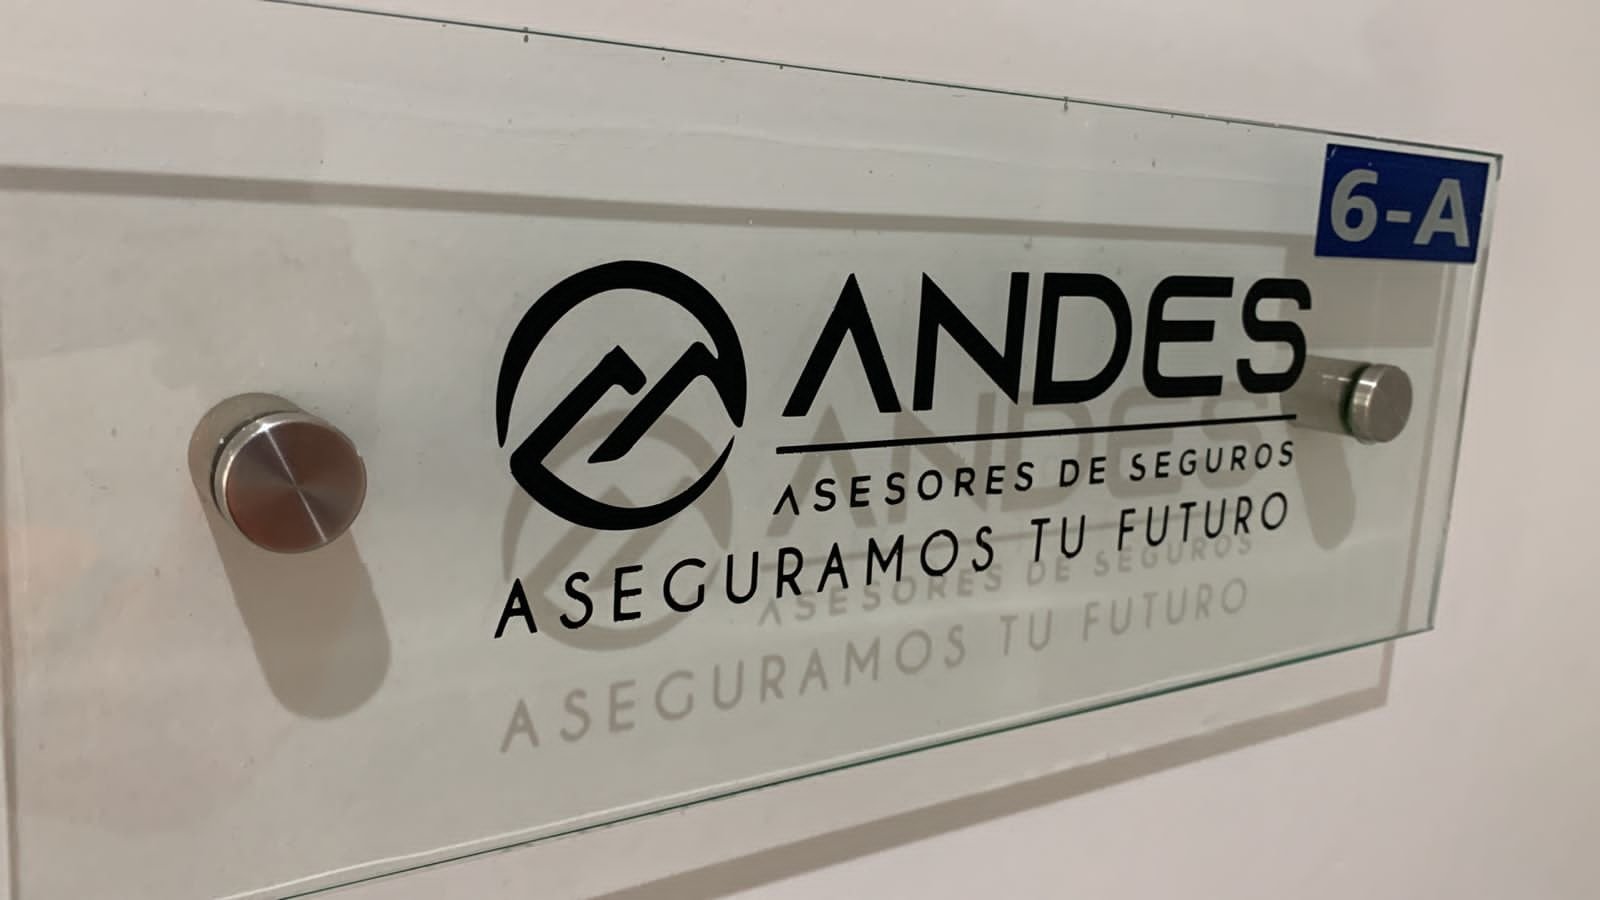 6-A
ANDES
ASESORES DE SEGUROS
ASEGURAMOS TU FUTURO